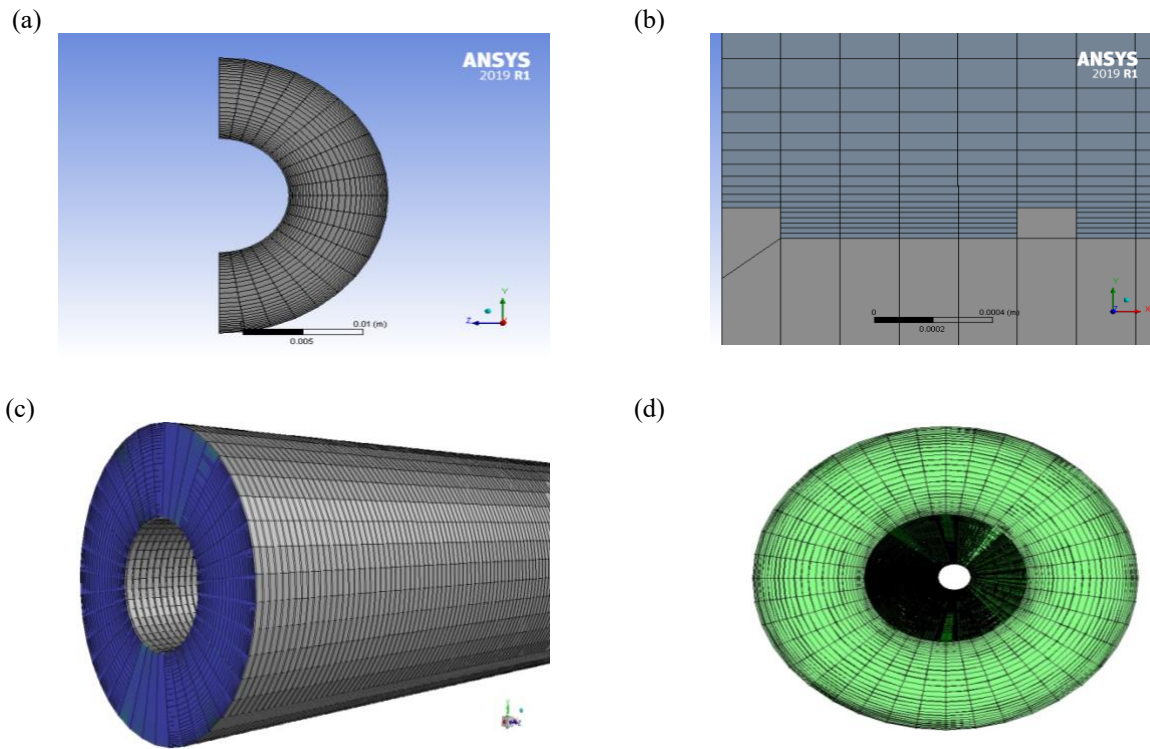 (a)
ANSYS
2019 R1
Y
Z
0.01 (m)
0.005
(b)
ANSYS
2019 R1
0
0.0004 (m)
0.0002
Y
Z
X
(c)
(d)